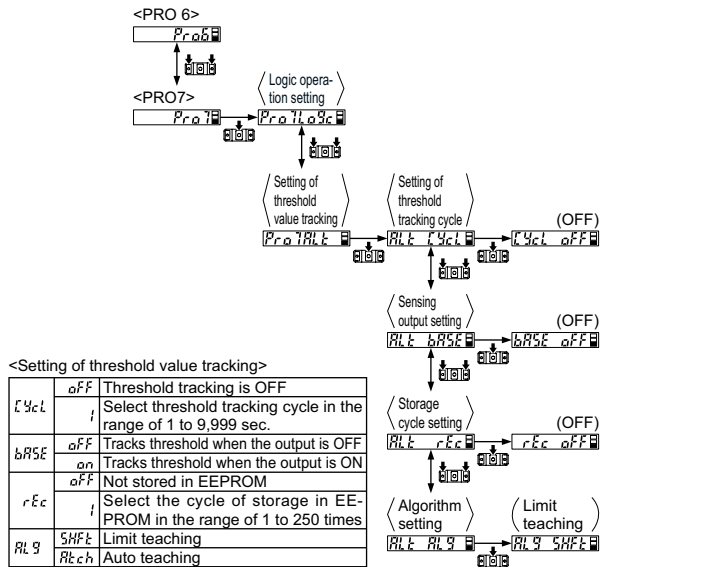 <PRO 6>
Pro6
<PRO7>
Pro7
Logic opera-
tion setting
Pro7LoGc
Setting of
threshold
value tracking
Pro7ALt
Setting of
threshold
tracking cycle
ALt CYcL
(OFF)
CYcL oFF
Sensing
output setting
ALt bASE
(OFF)
bASE oFF
Storage
cycle setting
ALt rEc
(OFF)
rEc oFF
Algorithm
setting
ALt ALG
Limit
teaching
ALG SHFt
<Setting of threshold value tracking>
CYcL oFF Threshold tracking is OFF
1 Select threshold tracking cycle in the
range of 1 to 9,999 sec.
bASE oFF Tracks threshold when the output is OFF
on Tracks threshold when the output is ON
rEc oFF Not stored in EEPROM
1 Select the cycle of storage in EE-
PROM in the range of 1 to 250 times
ALG SHFt Limit teaching
Atch Auto teaching